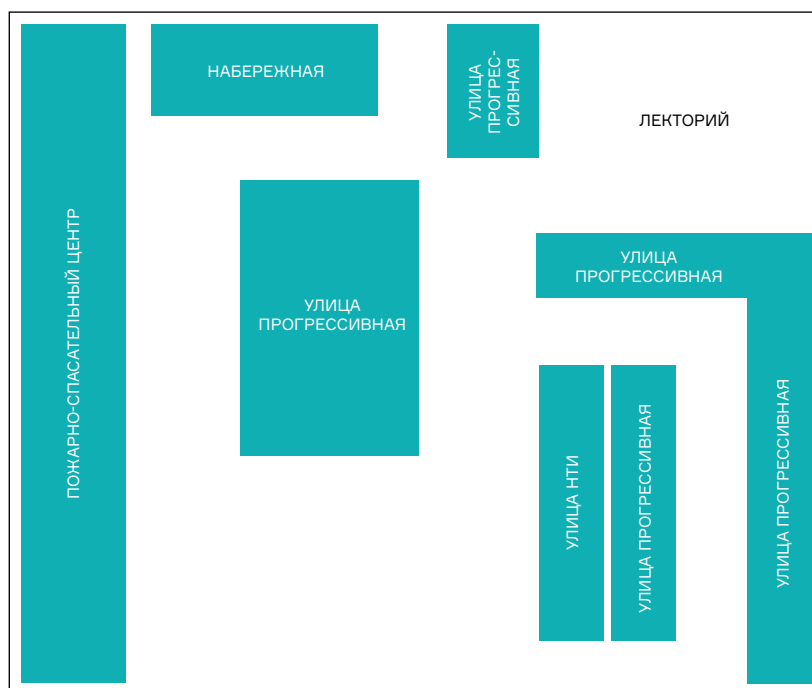 НАБЕРЕЖНАЯ
УЛИЦА
ПРОГРЕС-
СИВНАЯ
ЛЕКТОРИЙ
ПОЖАРНО-СПАСАТЕЛЬНЫЙ ЦЕНТР
УЛИЦА
ПРОГРЕССИВНАЯ
УЛИЦА
ПРОГРЕССИВНАЯ
УЛИЦА НТИ
УЛИЦА ПРОГРЕССИВНАЯ
УЛИЦА ПРОГРЕССИВНАЯ